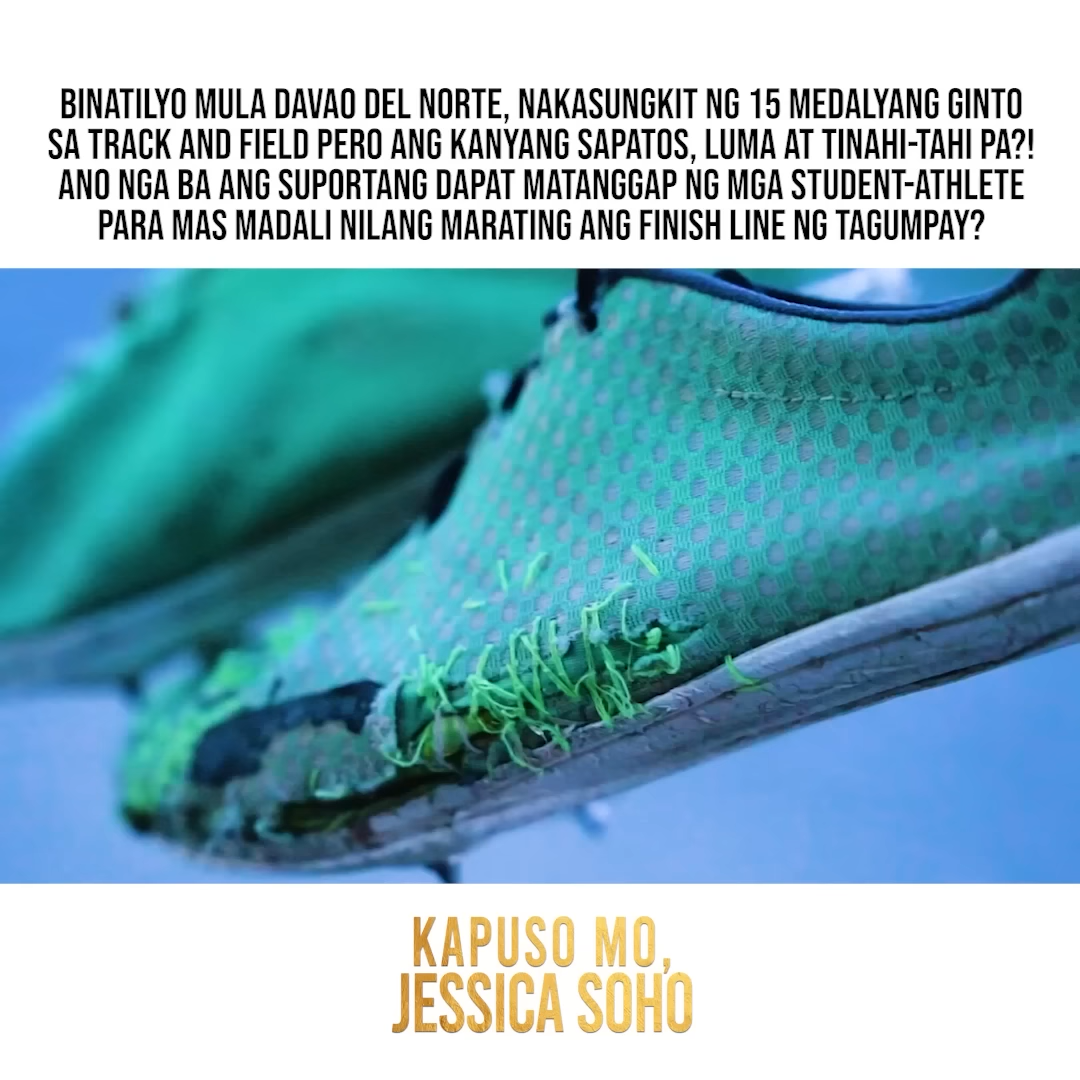 BINATILYO MULA DAVAO DEL NORTE, NAKASUNGKIT NG 15 MEDALYANG GINTO
SA TRACK AND FIELD PERO ANG KANYANG SAPATOS, LUMA AT TINAHI-TAHI PA?!
ANO NGA BA ANG SUPORTANG DAPAT MATANGGAP NG MGA STUDENT-ATHLETE
PARA MAS MADALI NILANG MARATING ANG FINISH LINE NG TAGUMPAY?
KAPUSO MO,
JESSICA SOHO